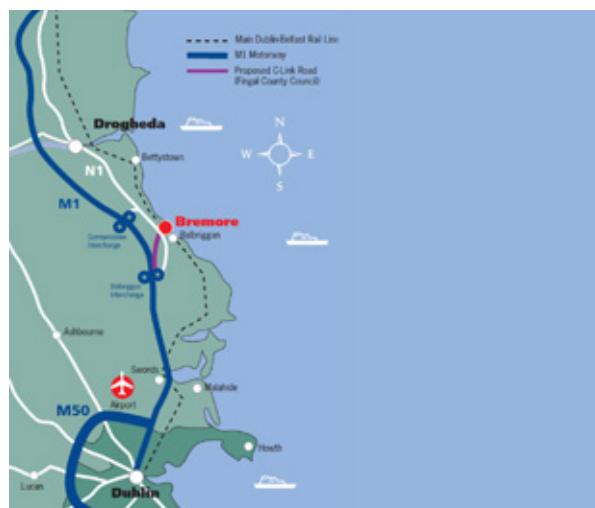 Main Dublin-Belfast Rail Line
M1 Motorway
Proposed C-Link Road
(Fingal County Council)
N
W
E
S
Drogheda
Bettystown
N1
M1
Bremore
Balbriggan
Interchange
Balbriggan
Interchange
Ashbourne
Swords
Malahide
Airport
M50
Howth
Lucan
Dublin